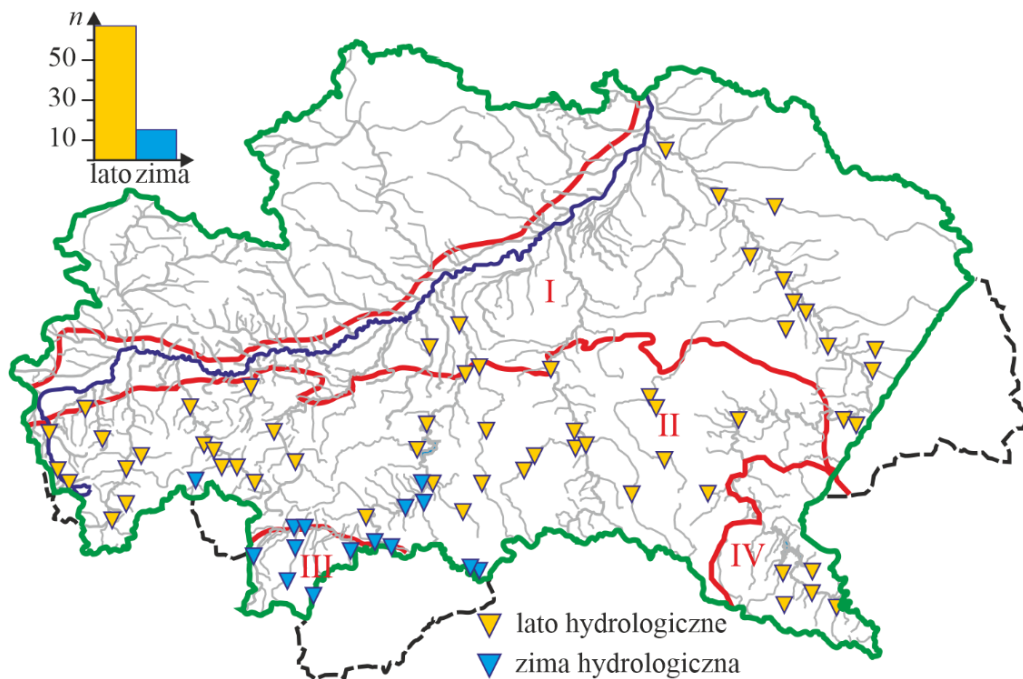 n
50
30
10
lato zima
I
II
III
IV
lato hydrologiczne
zima hydrologiczna